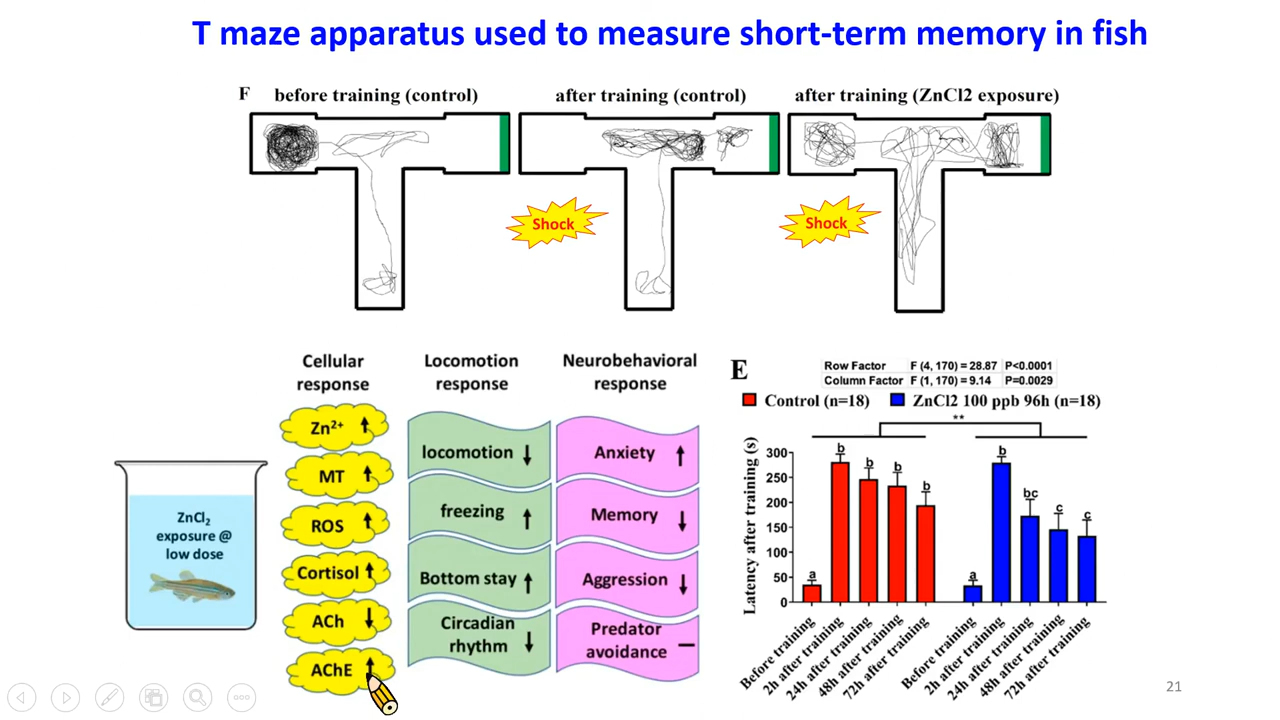 T maze apparatus used to measure short-term memory in fish
F
before training (control)
after training (control)
after training (ZnCl2 exposure)
Shock
Shock
Cellular
response
Locomotion
response
Neurobehavioral
response
Zn²⁺ ↑
MT ↑
ROS ↑
Cortisol ↑
ACh ↓
AChE ↑
locomotion ↓
freezing ↑
Bottom stay ↑
Circadian
rhythm ↓
Anxiety ↑
Memory ↓
Aggression ↓
Predator
avoidance −
ZnCl₂
exposure @
low dose
E
Row Factor F (4, 170) = 28.87 P<0.0001
Column Factor F (1, 170) = 9.14 P=0.0029
Control (n=18) ZnCl2 100 ppb 96h (n=18)
**
Latency after training (s)
300
250
200
150
100
50
0
a b b b b a b bc c c
Before training
2h after training
24h after training
48h after training
72h after training
Before training
2h after training
24h after training
48h after training
72h after training
21